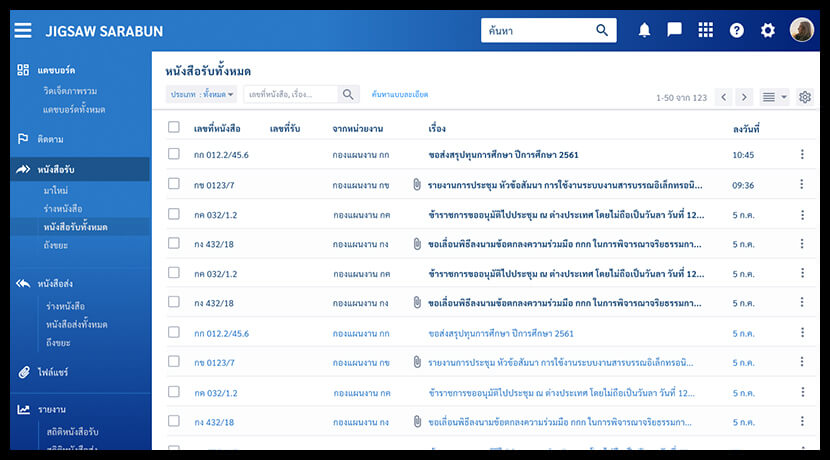 JIGSAW SARABUN
ค้นหา
แดชบอร์ด
วิดเจ็ตภาพรวม
แดชบอร์ดทั้งหมด
ติดตาม
หนังสือรับ
มาใหม่
ร่างหนังสือ
หนังสือรับทั้งหมด
ถังขยะ
หนังสือส่ง
ร่างหนังสือ
หนังสือส่งทั้งหมด
ถังขยะ
ไฟล์แชร์
รายงาน
สถิติหนังสือรับ
สถิติหนังสือส่ง
หนังสือรับทั้งหมด
ประเภท : ทั้งหมด เลขที่หนังสือ, เรื่อง... ค้นหาแบบละเอียด 1-50 จาก 123
เลขที่หนังสือ เลขที่รับ จากหน่วยงาน เรื่อง ลงวันที่
กก 012.2/45.6 กองแผนงาน กก ขอส่งสรุปทุนการศึกษา ปีการศึกษา 2561 10:45
กข 0123/7 กองแผนงาน กข รายงานการประชุม หัวข้อสัมนา การใช้งานระบบงานสารบรรณอิเล็กทรอนิ... 09:36
กค 032/1.2 กองแผนงาน กค ข้าราชการขออนุมัติไปประชุม ณ ต่างประเทศ โดยไม่ถือเป็นวันลา วันที่ 12... 5 ก.ค.
กง 432/18 กองแผนงาน กง ขอเลื่อนพิธีลงนามข้อตกลงความร่วมมือ กกก ในการพิจารณาจริยธรรมกา... 5 ก.ค.
กค 032/1.2 กองแผนงาน กค ข้าราชการขออนุมัติไปประชุม ณ ต่างประเทศ โดยไม่ถือเป็นวันลา วันที่ 12... 5 ก.ค.
กง 432/18 กองแผนงาน กง ขอเลื่อนพิธีลงนามข้อตกลงความร่วมมือ กกก ในการพิจารณาจริยธรรมกา... 5 ก.ค.
กก 012.2/45.6 กองแผนงาน กก ขอส่งสรุปทุนการศึกษา ปีการศึกษา 2561 5 ก.ค.
กข 0123/7 กองแผนงาน กข รายงานการประชุม หัวข้อสัมนา การใช้งานระบบงานสารบรรณอิเล็กทรอนิ... 5 ก.ค.
กค 032/1.2 กองแผนงาน กค ข้าราชการขออนุมัติไปประชุม ณ ต่างประเทศ โดยไม่ถือเป็นวันลา วันที่ 12... 5 ก.ค.
กง 432/18 กองแผนงาน กง ขอเลื่อนพิธีลงนามข้อตกลงความร่วมมือ กกก ในการพิจารณาจริยธรรมกา... 5 ก.ค.